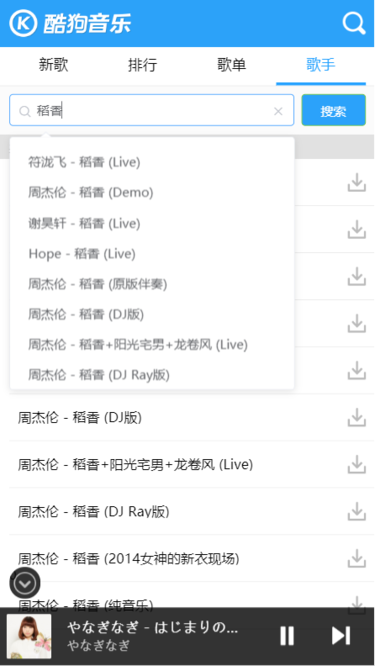 酷狗音乐
新歌 排行 歌单 歌手
稻香 搜索
符泷飞 - 稻香 (Live)
周杰伦 - 稻香 (Demo)
谢昊轩 - 稻香 (Live)
Hope - 稻香 (Live)
周杰伦 - 稻香 (原版伴奏)
周杰伦 - 稻香 (DJ版)
周杰伦 - 稻香+阳光宅男+龙卷风 (Live)
周杰伦 - 稻香 (DJ Ray版)
周杰伦 - 稻香 (DJ版)
周杰伦 - 稻香+阳光宅男+龙卷风 (Live)
周杰伦 - 稻香 (DJ Ray版)
周杰伦 - 稻香 (2014女神的新衣现场)
周杰伦 - 稻香 (纯音乐)
やなぎなぎ - はじまりの...
やなぎなぎ